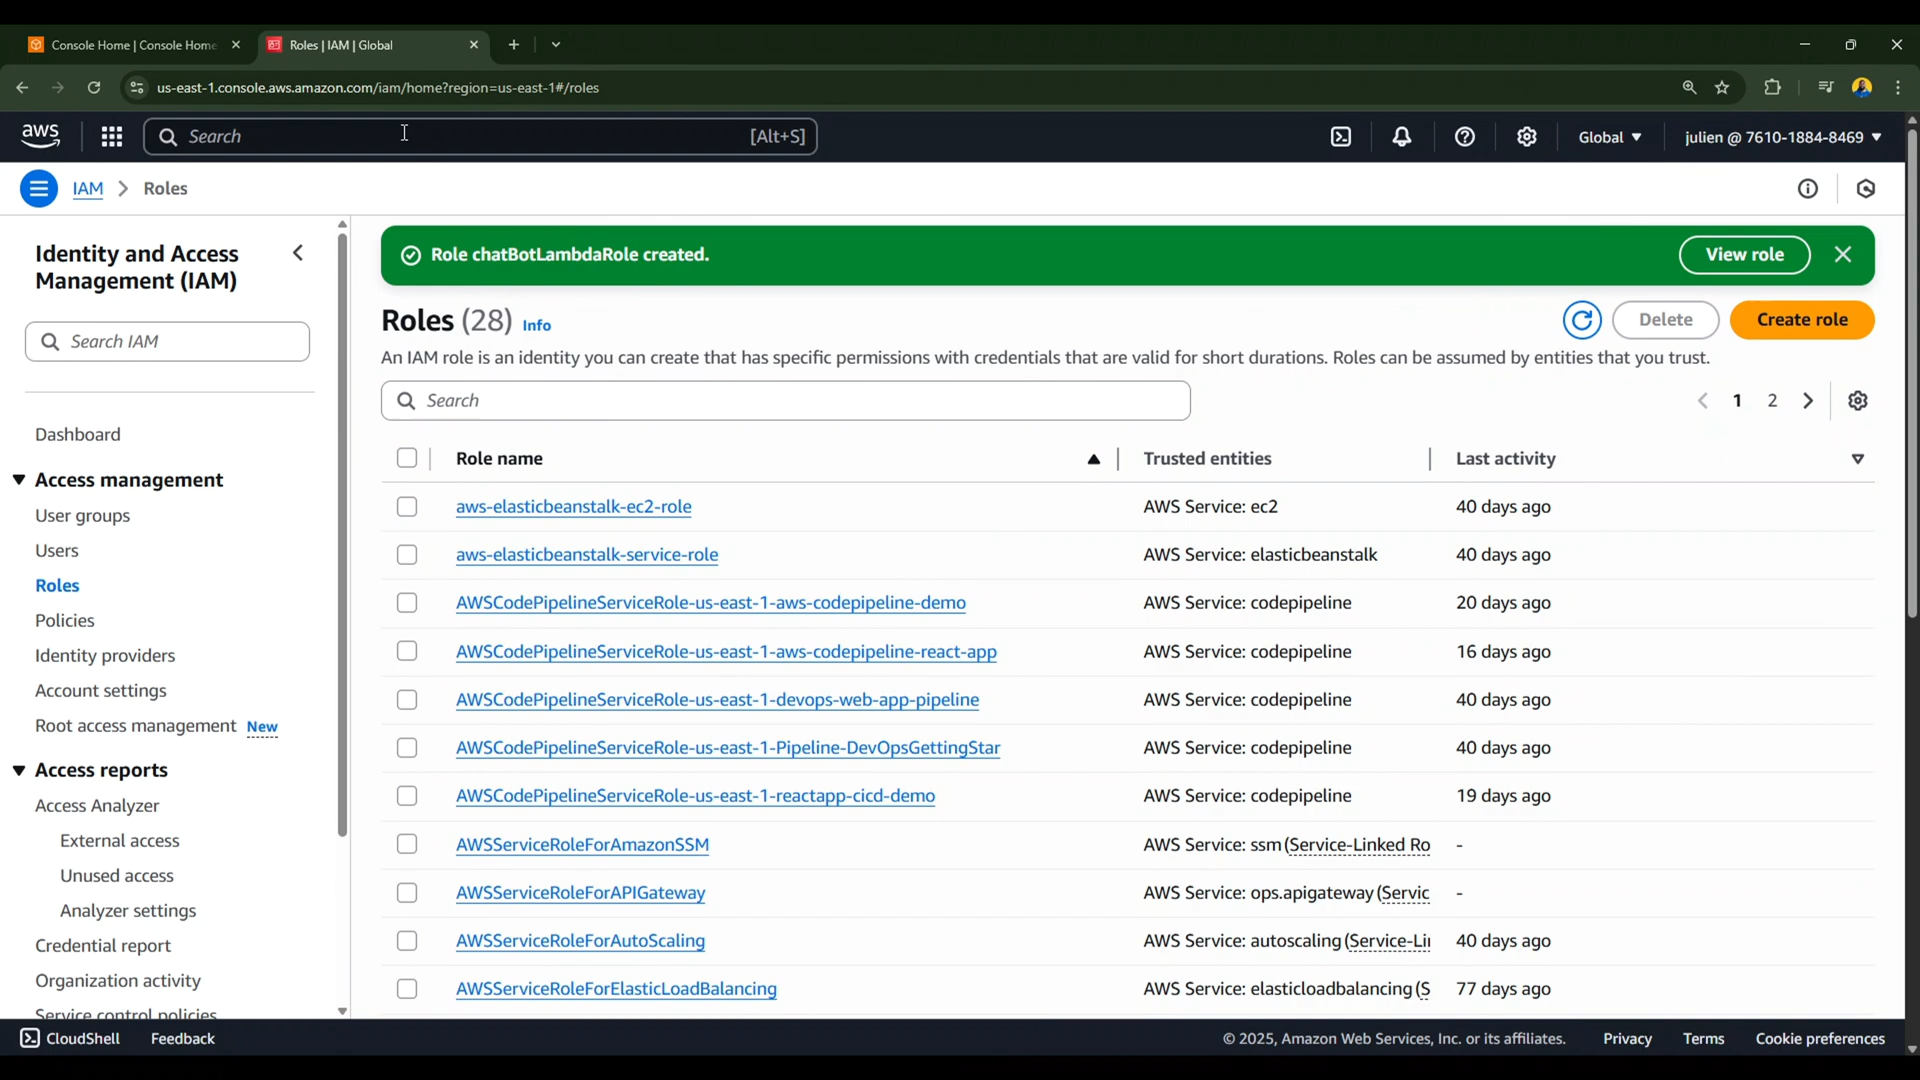 Console Home | Console Home
Roles | IAM | Global
us-east-1.console.aws.amazon.com/iam/home?region=us-east-1#/roles
aws
Search
[Alt+S]
Global
julien @ 7610-1884-8469
IAM
Roles
Identity and Access
Management (IAM)
Search IAM
Dashboard
Access management
User groups
Users
Roles
Policies
Identity providers
Account settings
Root access management New
Access reports
Access Analyzer
External access
Unused access
Analyzer settings
Credential report
Organization activity
Service control policies
Role chatBotLambdaRole created.
View role
Roles (28) Info
Delete
Create role
An IAM role is an identity you can create that has specific permissions with credentials that are valid for short durations. Roles can be assumed by entities that you trust.
Search
1 2
Role name Trusted entities Last activity
aws-elasticbeanstalk-ec2-role AWS Service: ec2 40 days ago
aws-elasticbeanstalk-service-role AWS Service: elasticbeanstalk 40 days ago
AWSCodePipelineServiceRole-us-east-1-aws-codepipeline-demo AWS Service: codepipeline 20 days ago
AWSCodePipelineServiceRole-us-east-1-aws-codepipeline-react-app AWS Service: codepipeline 16 days ago
AWSCodePipelineServiceRole-us-east-1-devops-web-app-pipeline AWS Service: codepipeline 40 days ago
AWSCodePipelineServiceRole-us-east-1-Pipeline-DevOpsGettingStar AWS Service: codepipeline 40 days ago
AWSCodePipelineServiceRole-us-east-1-reactapp-cicd-demo AWS Service: codepipeline 19 days ago
AWSServiceRoleForAmazonSSM AWS Service: ssm (Service-Linked Ro -
AWSServiceRoleForAPIGateway AWS Service: ops.apigateway (Servic -
AWSServiceRoleForAutoScaling AWS Service: autoscaling (Service-Li 40 days ago
AWSServiceRoleForElasticLoadBalancing AWS Service: elasticloadbalancing (S 77 days ago
CloudShell Feedback
© 2025, Amazon Web Services, Inc. or its affiliates. Privacy Terms Cookie preferences